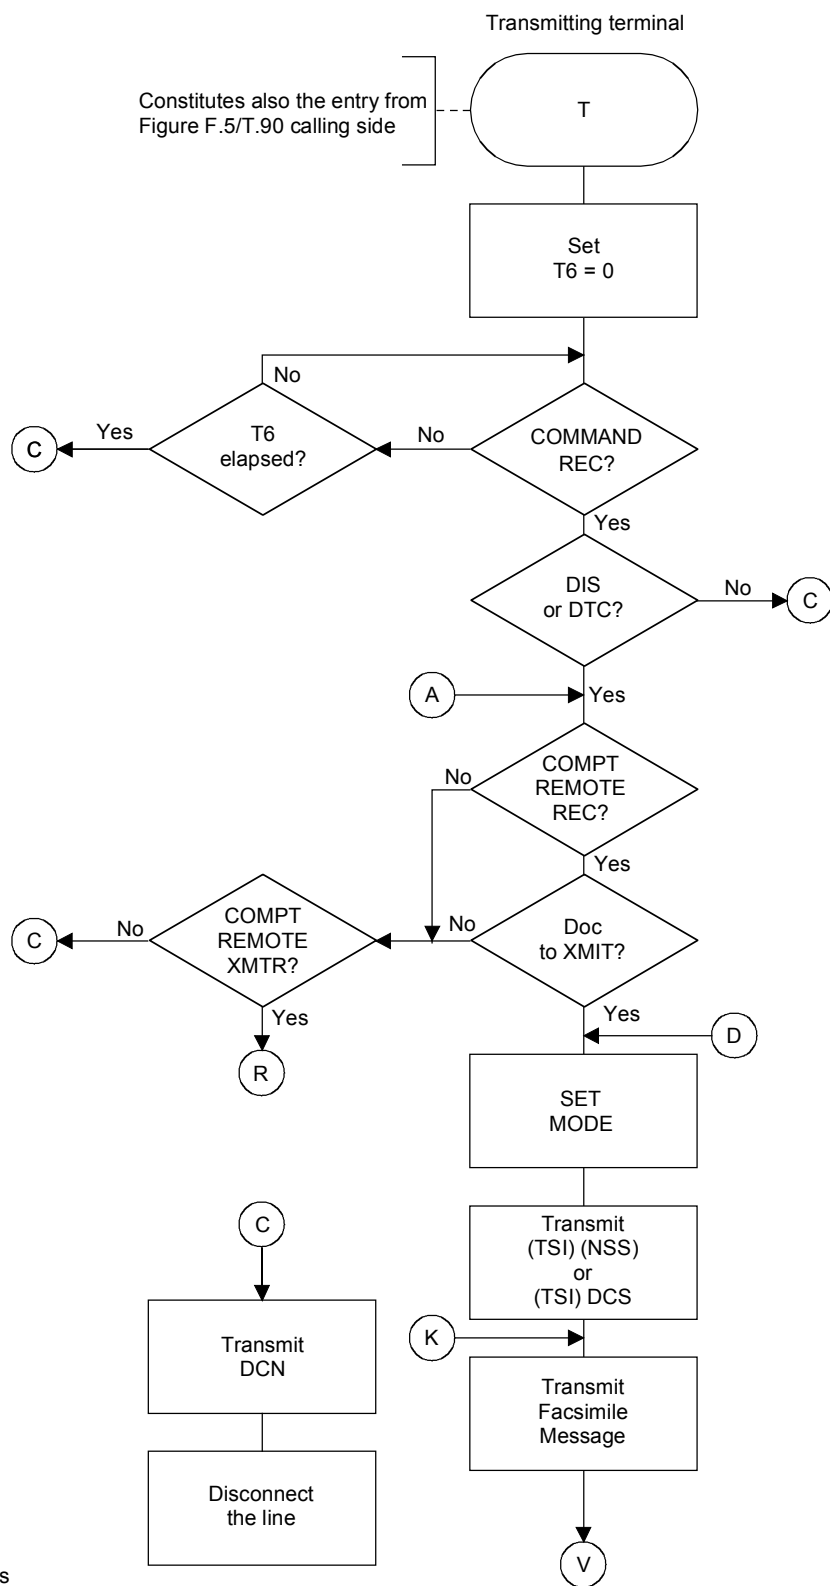 Transmitting terminal
Constitutes also the entry from
Figure F.5/T.90 calling side
T
Set
T6 = 0
No
C
Yes
T6
elapsed?
No
COMMAND
REC?
Yes
DIS
or DTC?
No
C
A
Yes
No
COMPT
REMOTE
REC?
Yes
C
No
COMPT
REMOTE
XMTR?
No
Doc
to XMIT?
Yes
Yes
D
R
SET
MODE
C
Transmit
(TSI) (NSS)
or
(TSI) DCS
Transmit
DCN
K
Transmit
Facsimile
Message
Disconnect
the line
V
s